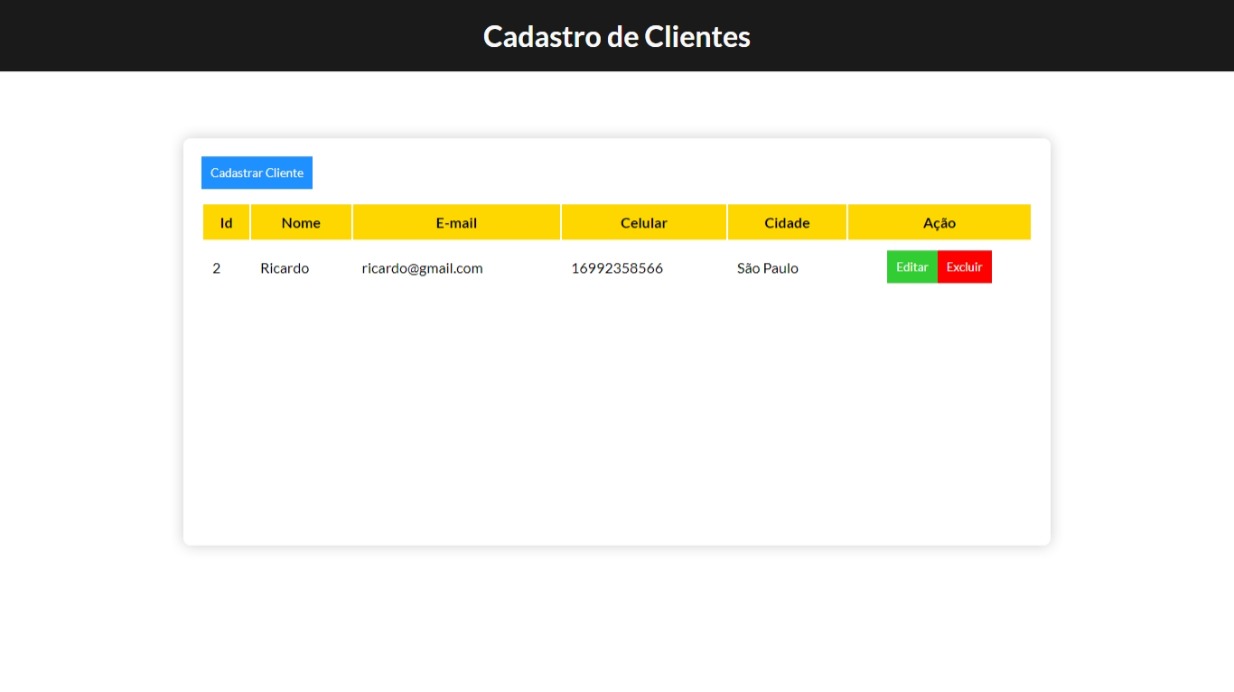 Cadastro de Clientes
Cadastrar Cliente
Id Nome E-mail Celular Cidade Ação
2 Ricardo ricardo@gmail.com 16992358566 São Paulo Editar Excluir